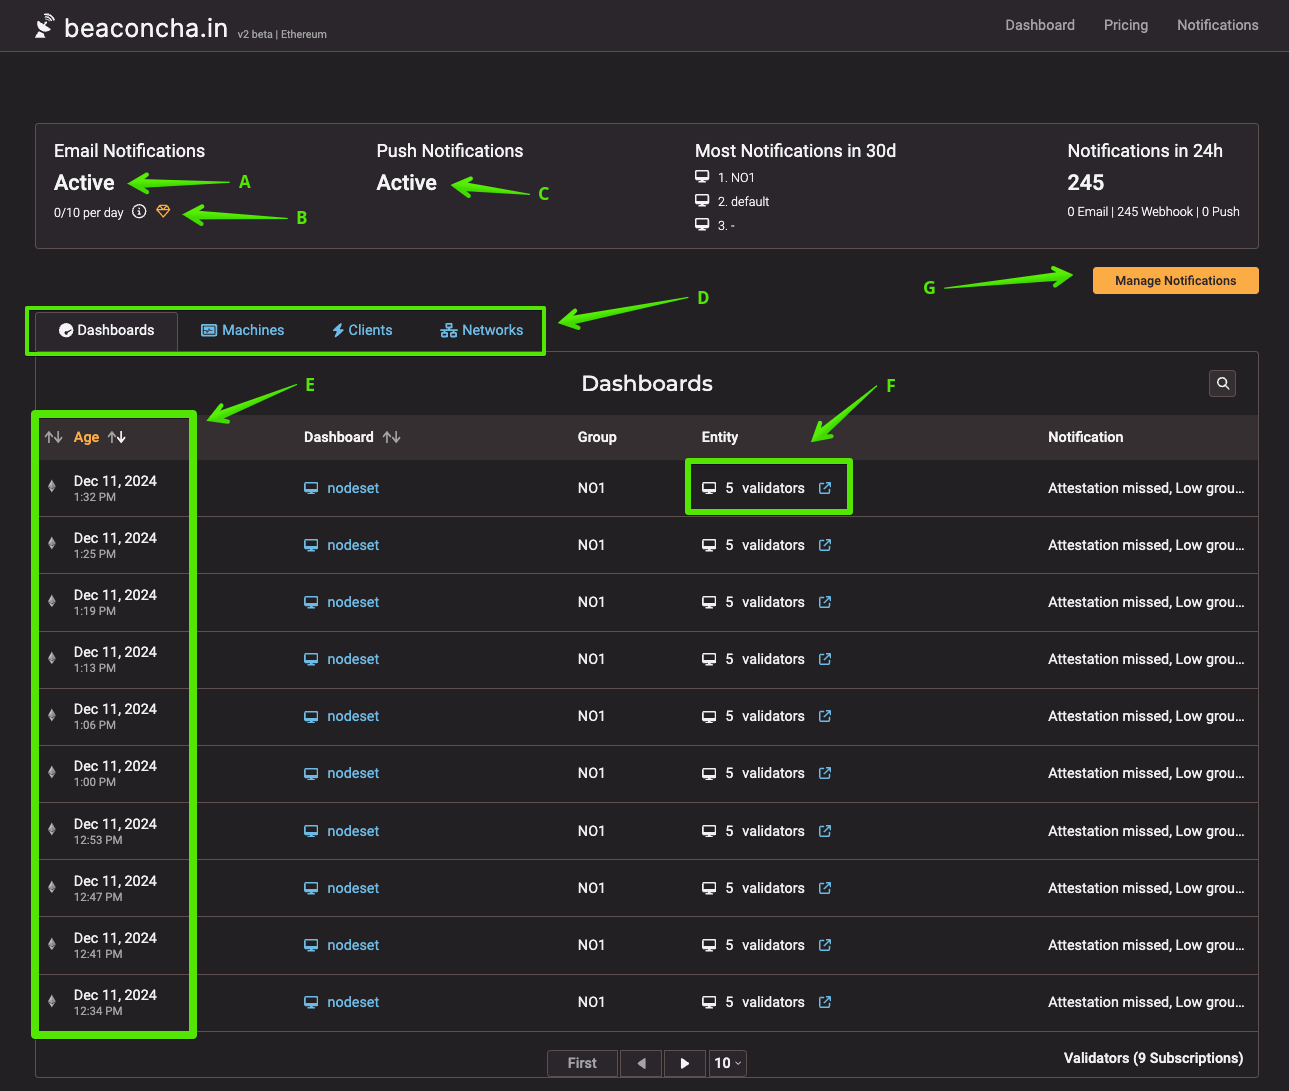 beaconcha.in v2 beta | Ethereum Dashboard Pricing Notifications
Email Notifications Push Notifications Most Notifications in 30d Notifications in 24h
Active A Active C 1. NO1 245
0/10 per day B 2. default 0 Email | 245 Webhook | 0 Push
3. -
G Manage Notifications
D
Dashboards Machines Clients Networks
E Dashboards F
Age Dashboard Group Entity Notification
Dec 11, 2024 nodeset NO1 5 validators Attestation missed, Low grou...
1:32 PM
Dec 11, 2024 nodeset NO1 5 validators Attestation missed, Low grou...
1:25 PM
Dec 11, 2024 nodeset NO1 5 validators Attestation missed, Low grou...
1:19 PM
Dec 11, 2024 nodeset NO1 5 validators Attestation missed, Low grou...
1:13 PM
Dec 11, 2024 nodeset NO1 5 validators Attestation missed, Low grou...
1:06 PM
Dec 11, 2024 nodeset NO1 5 validators Attestation missed, Low grou...
1:00 PM
Dec 11, 2024 nodeset NO1 5 validators Attestation missed, Low grou...
12:53 PM
Dec 11, 2024 nodeset NO1 5 validators Attestation missed, Low grou...
12:47 PM
Dec 11, 2024 nodeset NO1 5 validators Attestation missed, Low grou...
12:41 PM
Dec 11, 2024 nodeset NO1 5 validators Attestation missed, Low grou...
12:34 PM
First 10 Validators (9 Subscriptions)